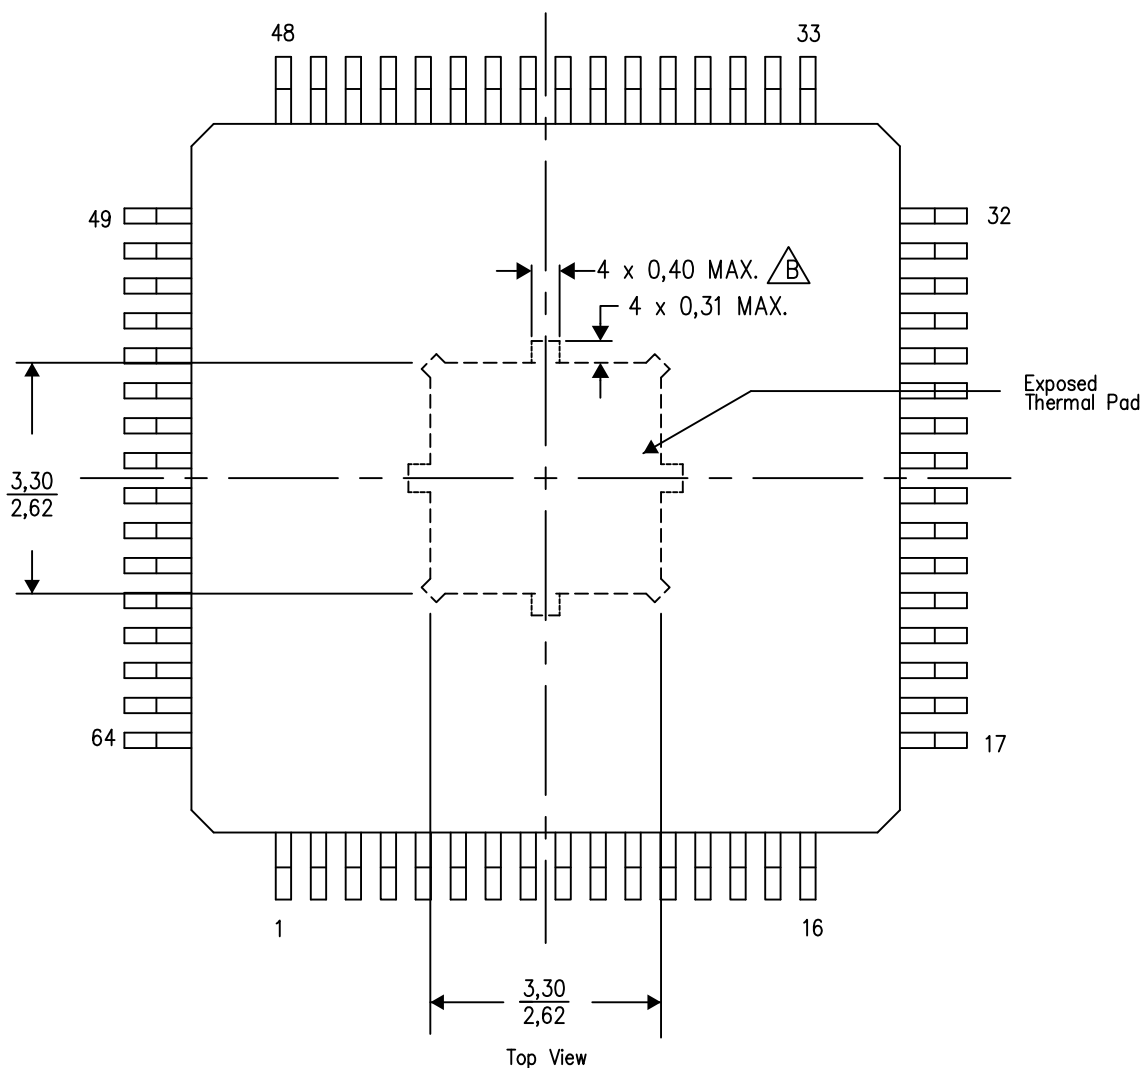 48
33
49
32
4 x 0,40 MAX. B
4 x 0,31 MAX.
Exposed
Thermal Pad
3,30
2,62
64
17
1
16
3,30
2,62
Top View